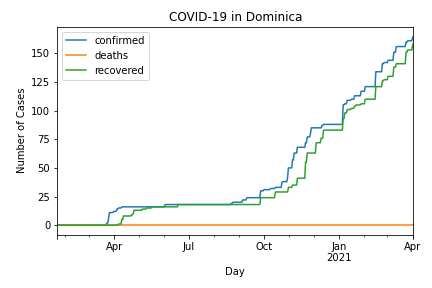 COVID-19 in Dominica
confirmed
deaths
recovered
Number of Cases
150
125
100
75
50
25
0
Apr
Jul
Oct
Jan
2021
Apr
Day